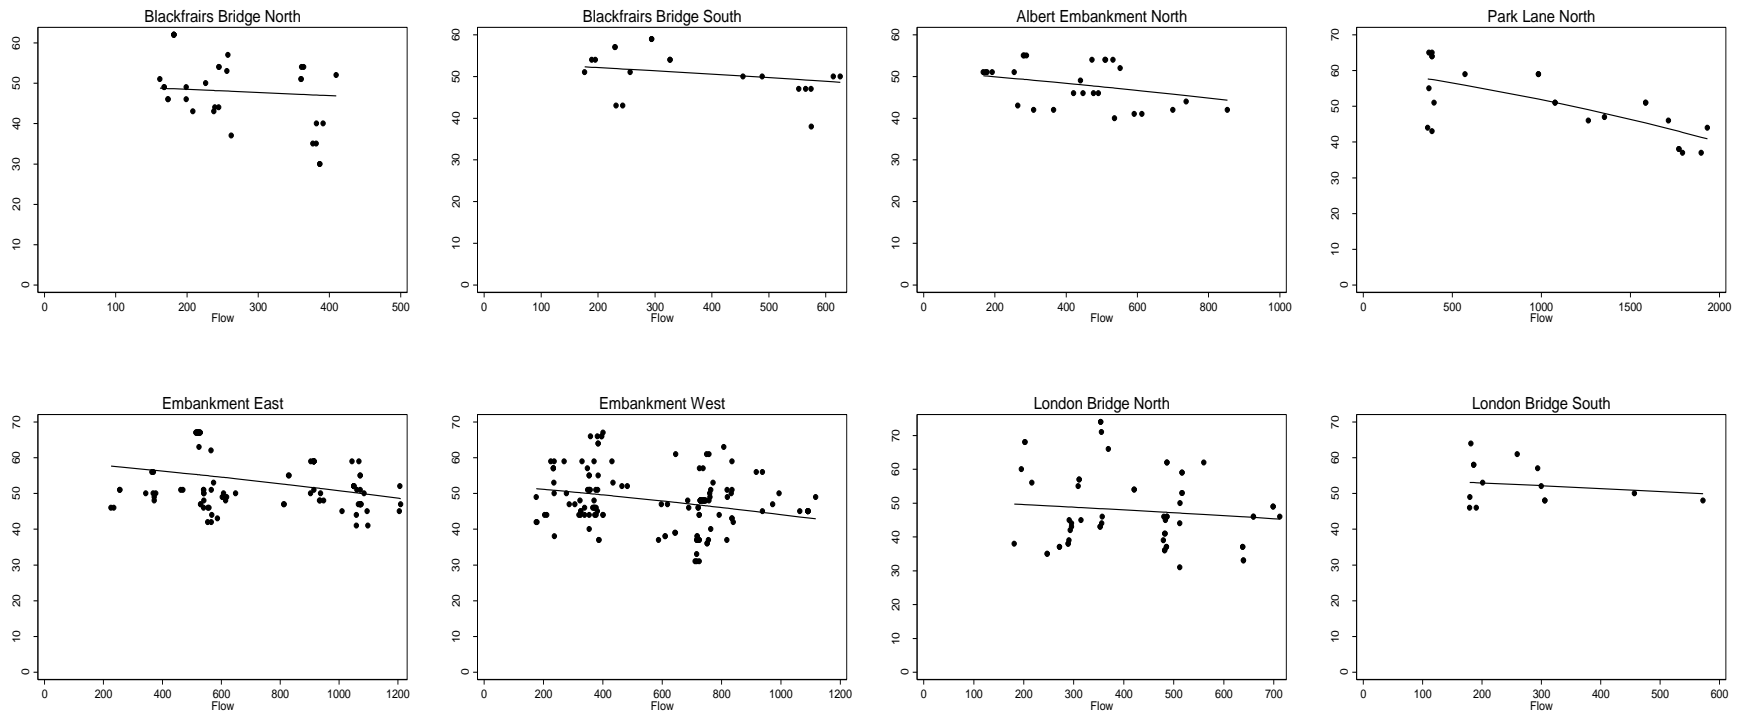 Blackfrairs Bridge North
60
50
40
30
20
10
0
0 100 200 300 400 500
Flow
Blackfrairs Bridge South
60
50
40
30
20
10
0
0 100 200 300 400 500 600
Flow
Albert Embankment North
60
50
40
30
20
10
0
0 200 400 600 800 1000
Flow
Park Lane North
70
60
50
40
30
20
10
0
0 500 1000 1500 2000
Flow
Embankment East
70
60
50
40
30
20
10
0
0 200 400 600 800 1000 1200
Flow
Embankment West
70
60
50
40
30
20
10
0
0 200 400 600 800 1000 1200
Flow
London Bridge North
70
60
50
40
30
20
10
0
0 100 200 300 400 500 600 700
Flow
London Bridge South
70
60
50
40
30
20
10
0
0 100 200 300 400 500 600
Flow